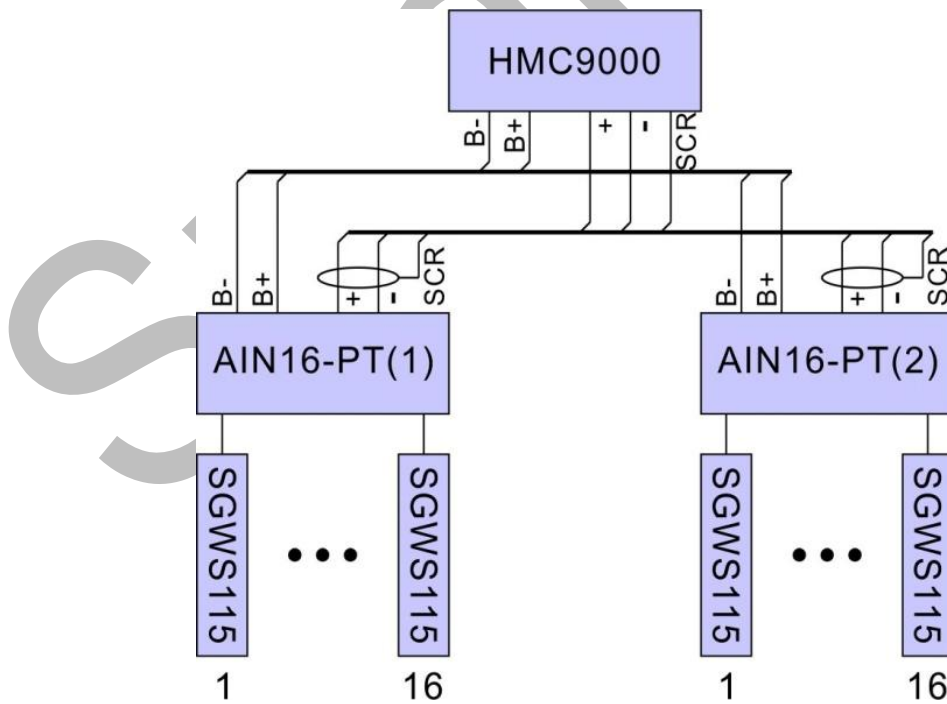 HMC9000
B-
B+
+
-
SCR
B-
B+
+
-
SCR
B-
B+
+
-
SCR
AIN16-PT(1)
AIN16-PT(2)
SGWS115
SGWS115
SGWS115
SGWS115
1
16
1
16